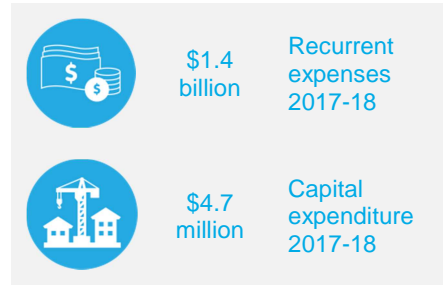 $
$
$1.4
billion
Recurrent
expenses
2017-18
$4.7
million
Capital
expenditure
2017-18